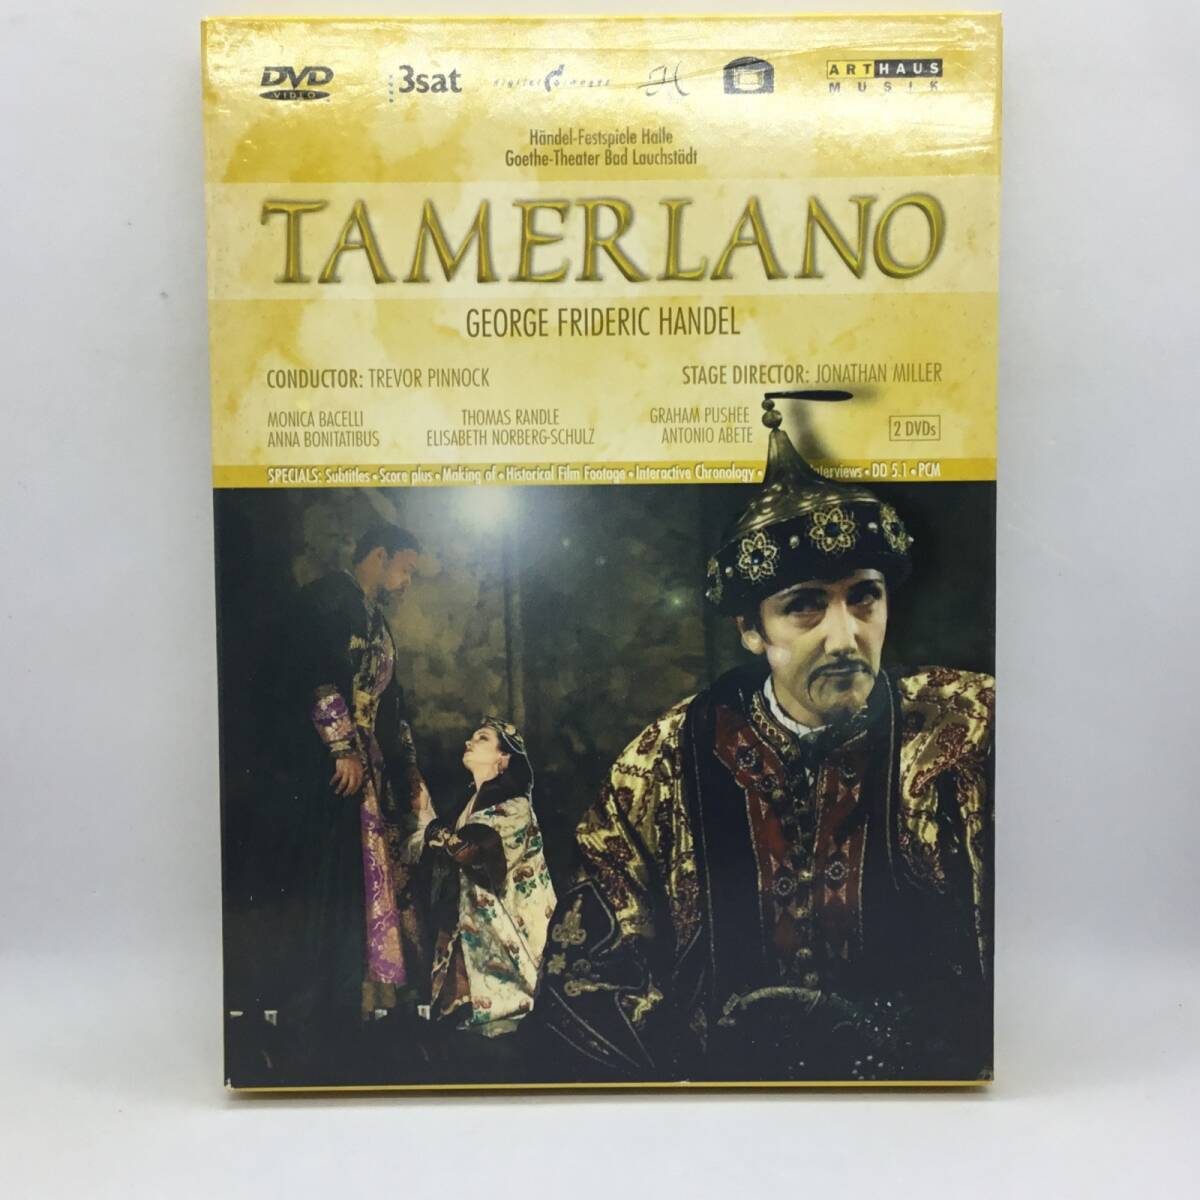 DVD
VIDEO
3sat
digital images
H
ARTHAUS
MUSIK
Händel-Festspiele Halle
Goethe-Theater Bad Lauchstädt
TAMERLANO
GEORGE FRIDERIC HANDEL
CONDUCTOR: TREVOR PINNOCK
STAGE DIRECTOR: JONATHAN MILLER
MONICA BACELLI
ANNA BONITATIBUS
THOMAS RANDLE
ELISABETH NORBERG-SCHULZ
GRAHAM PUSHEE
ANTONIO ABETE
2 DVDs
SPECIALS: Subtitles • Score plus • Making of • Historical Film Footage • Interactive Chronology • Interviews • DD 5.1 • PCM